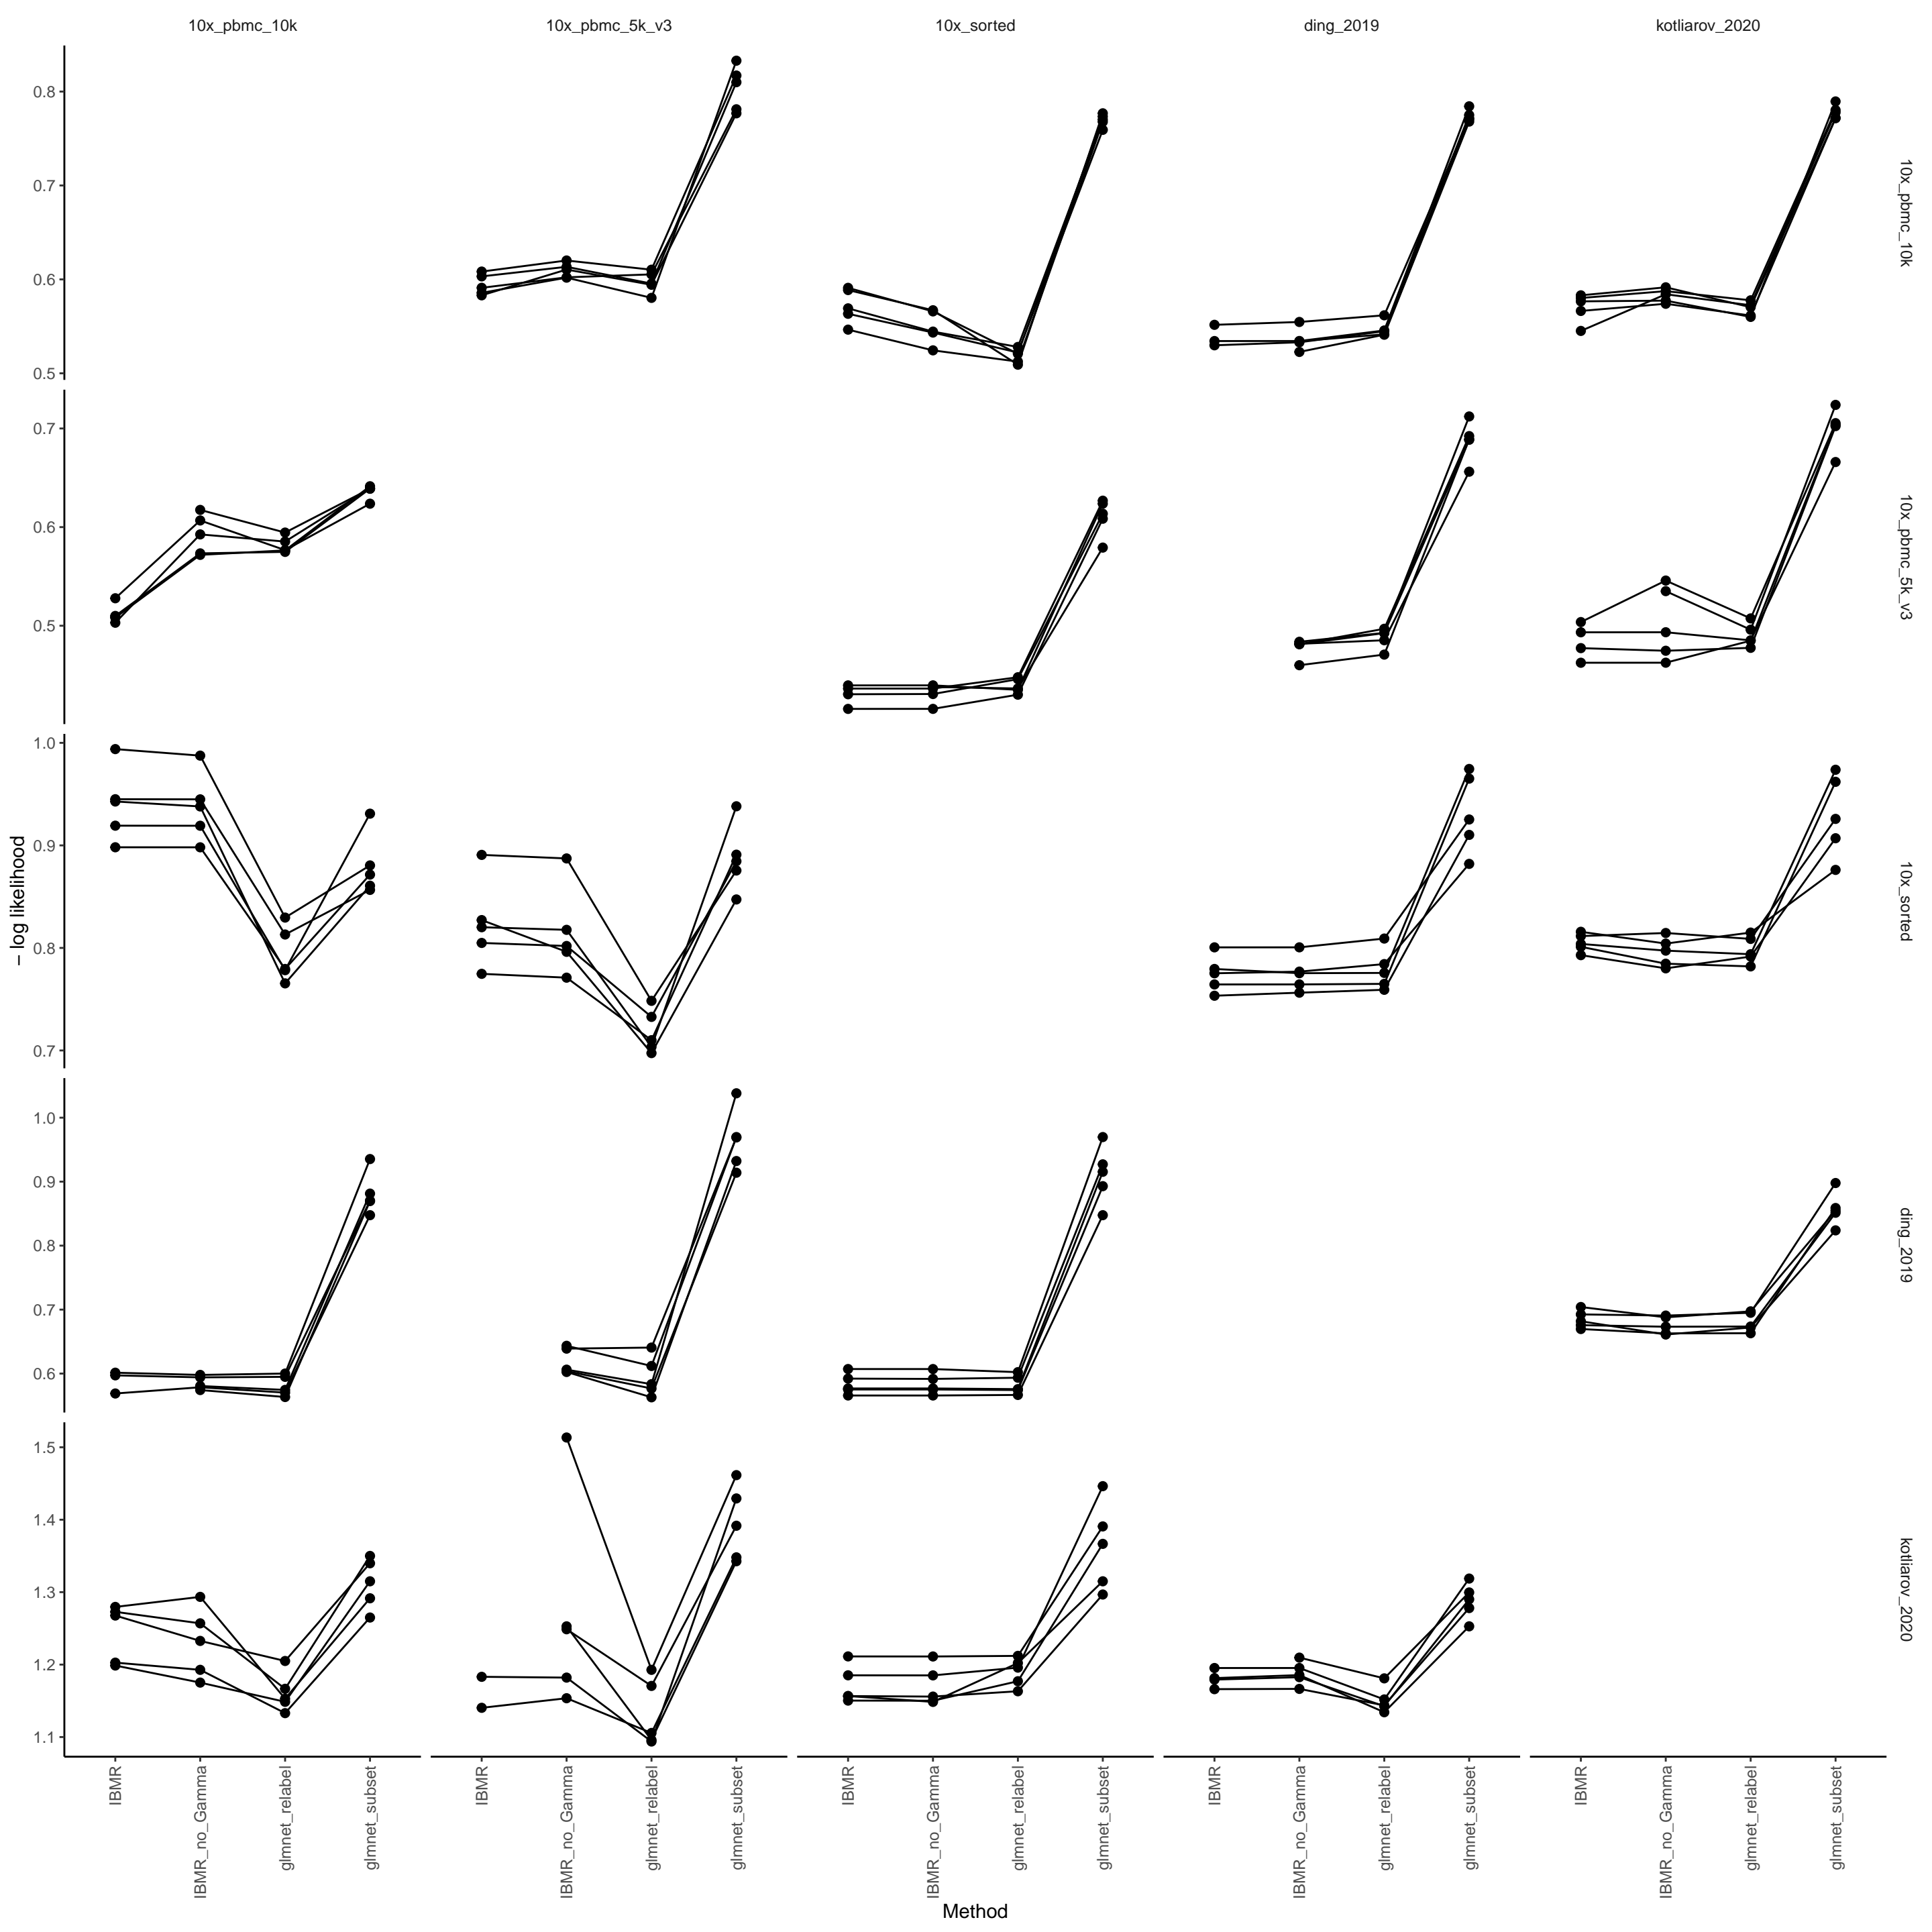 10x_pbmc_10k 10x_pbmc_5k_v3 10x_sorted ding_2019 kotliarov_2020
0.8
0.7
0.6
0.5
10x_pbmc_10k
0.7
0.6
0.5
10x_pbmc_5k_v3
1.0
0.9
0.8
0.7
10x_sorted
− log likelihood
1.0
0.9
0.8
0.7
0.6
ding_2019
1.5
1.4
1.3
1.2
1.1
kotliarov_2020
IBMR IBMR_no_Gamma glmnet_relabel glmnet_subset IBMR IBMR_no_Gamma glmnet_relabel glmnet_subset IBMR IBMR_no_Gamma glmnet_relabel glmnet_subset IBMR IBMR_no_Gamma glmnet_relabel glmnet_subset IBMR IBMR_no_Gamma glmnet_relabel glmnet_subset
Method